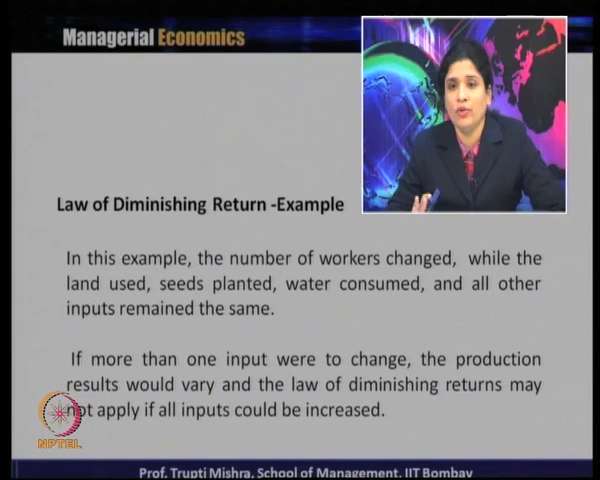 Managerial Economics
Law of Diminishing Return -Example
In this example, the number of workers changed, while the
land used, seeds planted, water consumed, and all other
inputs remained the same.
If more than one input were to change, the production
results would vary and the law of diminishing returns may
not apply if all inputs could be increased.
NPTEL
Prof. Trupti Mishra, School of Management, IIT Bombay